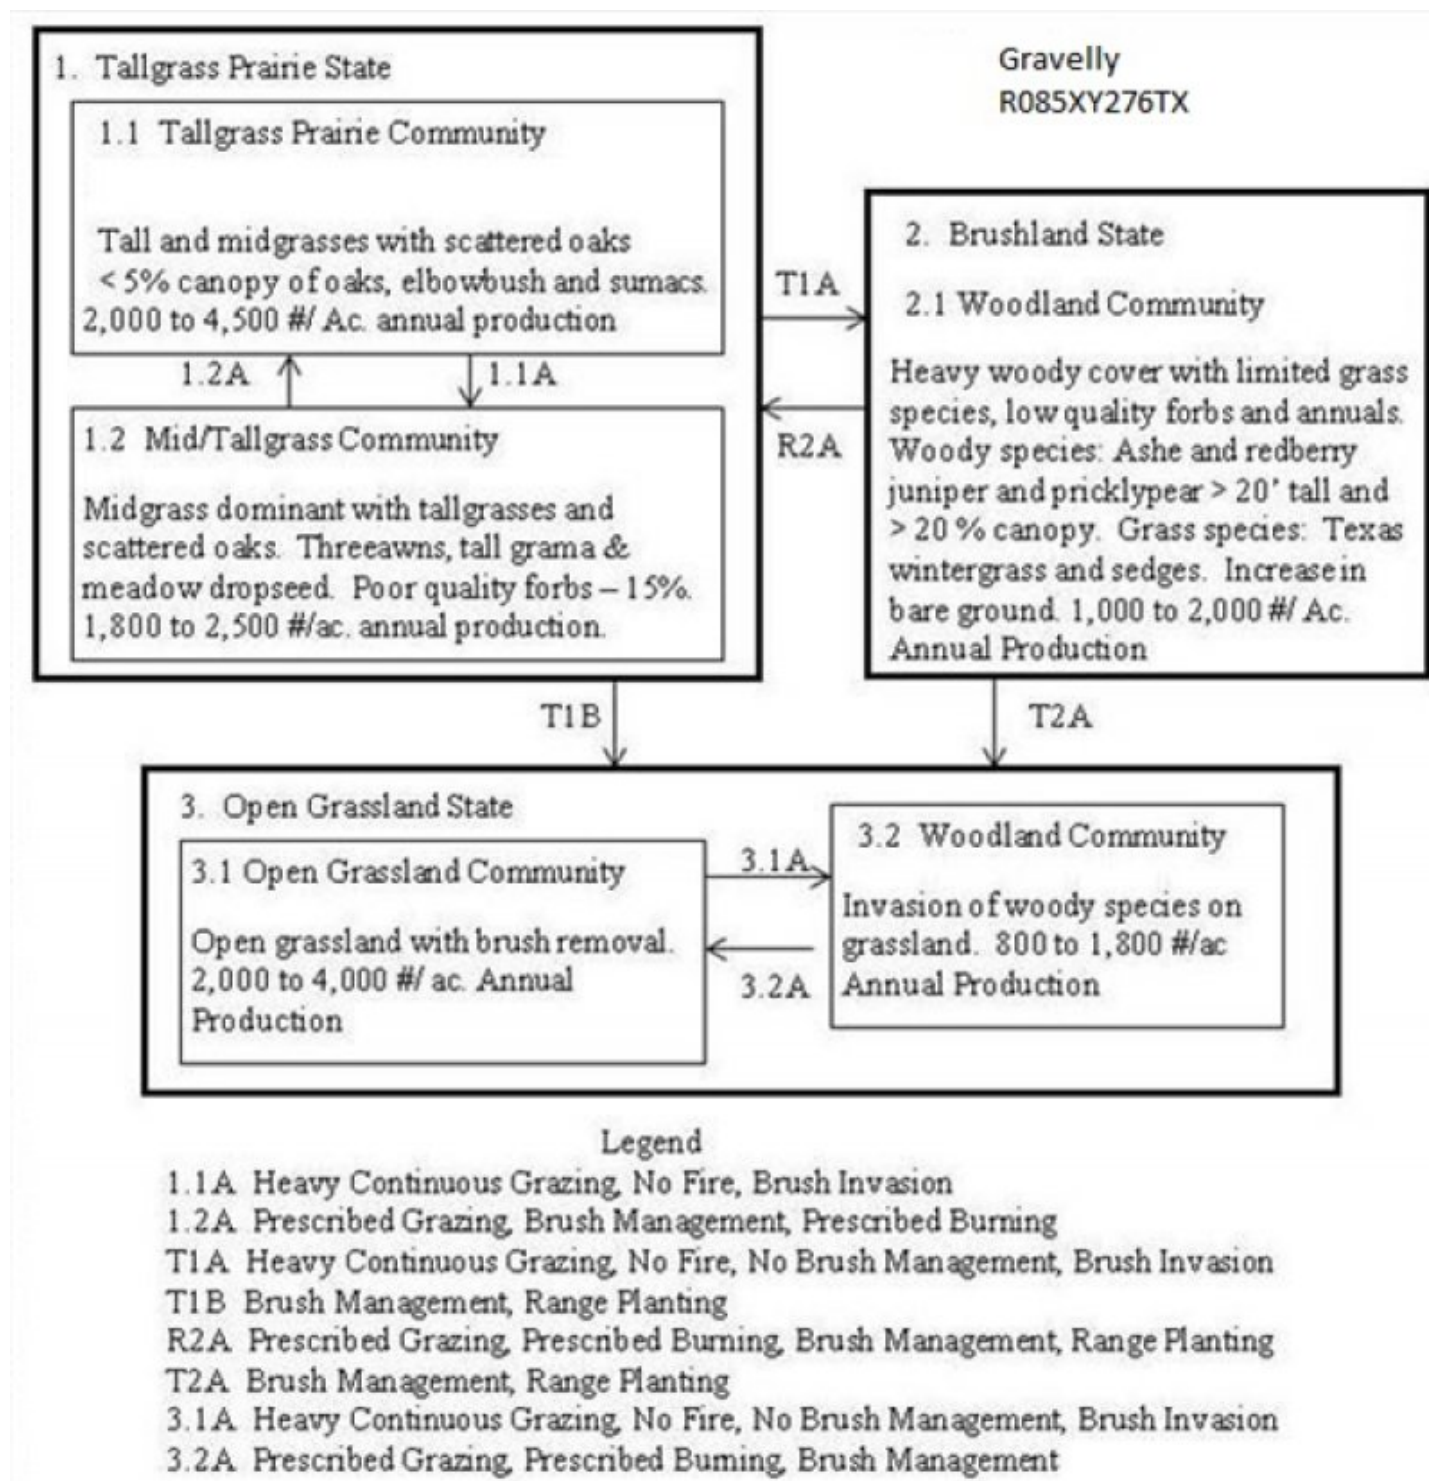 Gravelly
R085XY276TX
1. Tallgrass Prairie State
1.1 Tallgrass Prairie Community
Tall and midgrasses with scattered oaks
< 5% canopy of oaks, elbowbush and sumacs.
2,000 to 4,500 #/ Ac. annual production
1.2A
1.1A
1.2 Mid/Tallgrass Community
Midgrass dominant with tallgrasses and
scattered oaks. Threeawns, tall grama &
meadow dropseed. Poor quality forbs – 15%.
1,800 to 2,500 #/ac. annual production.
T1A
R2A
2. Brushland State
2.1 Woodland Community
Heavy woody cover with limited grass
species, low quality forbs and annuals.
Woody species: Ashe and redberry
juniper and pricklypear > 20’ tall and
> 20 % canopy. Grass species: Texas
wintergrass and sedges. Increase in
bare ground. 1,000 to 2,000 #/ Ac.
Annual Production
T1B
T2A
3. Open Grassland State
3.1 Open Grassland Community
Open grassland with brush removal.
2,000 to 4,000 #/ ac. Annual
Production
3.1A
3.2A
3.2 Woodland Community
Invasion of woody species on
grassland. 800 to 1,800 #/ac
Annual Production
Legend
1.1A Heavy Continuous Grazing, No Fire, Brush Invasion
1.2A Prescribed Grazing, Brush Management, Prescribed Burning
T1A Heavy Continuous Grazing, No Fire, No Brush Management, Brush Invasion
T1B Brush Management, Range Planting
R2A Prescribed Grazing, Prescribed Burning, Brush Management, Range Planting
T2A Brush Management, Range Planting
3.1A Heavy Continuous Grazing, No Fire, No Brush Management, Brush Invasion
3.2A Prescribed Grazing, Prescribed Burning, Brush Management